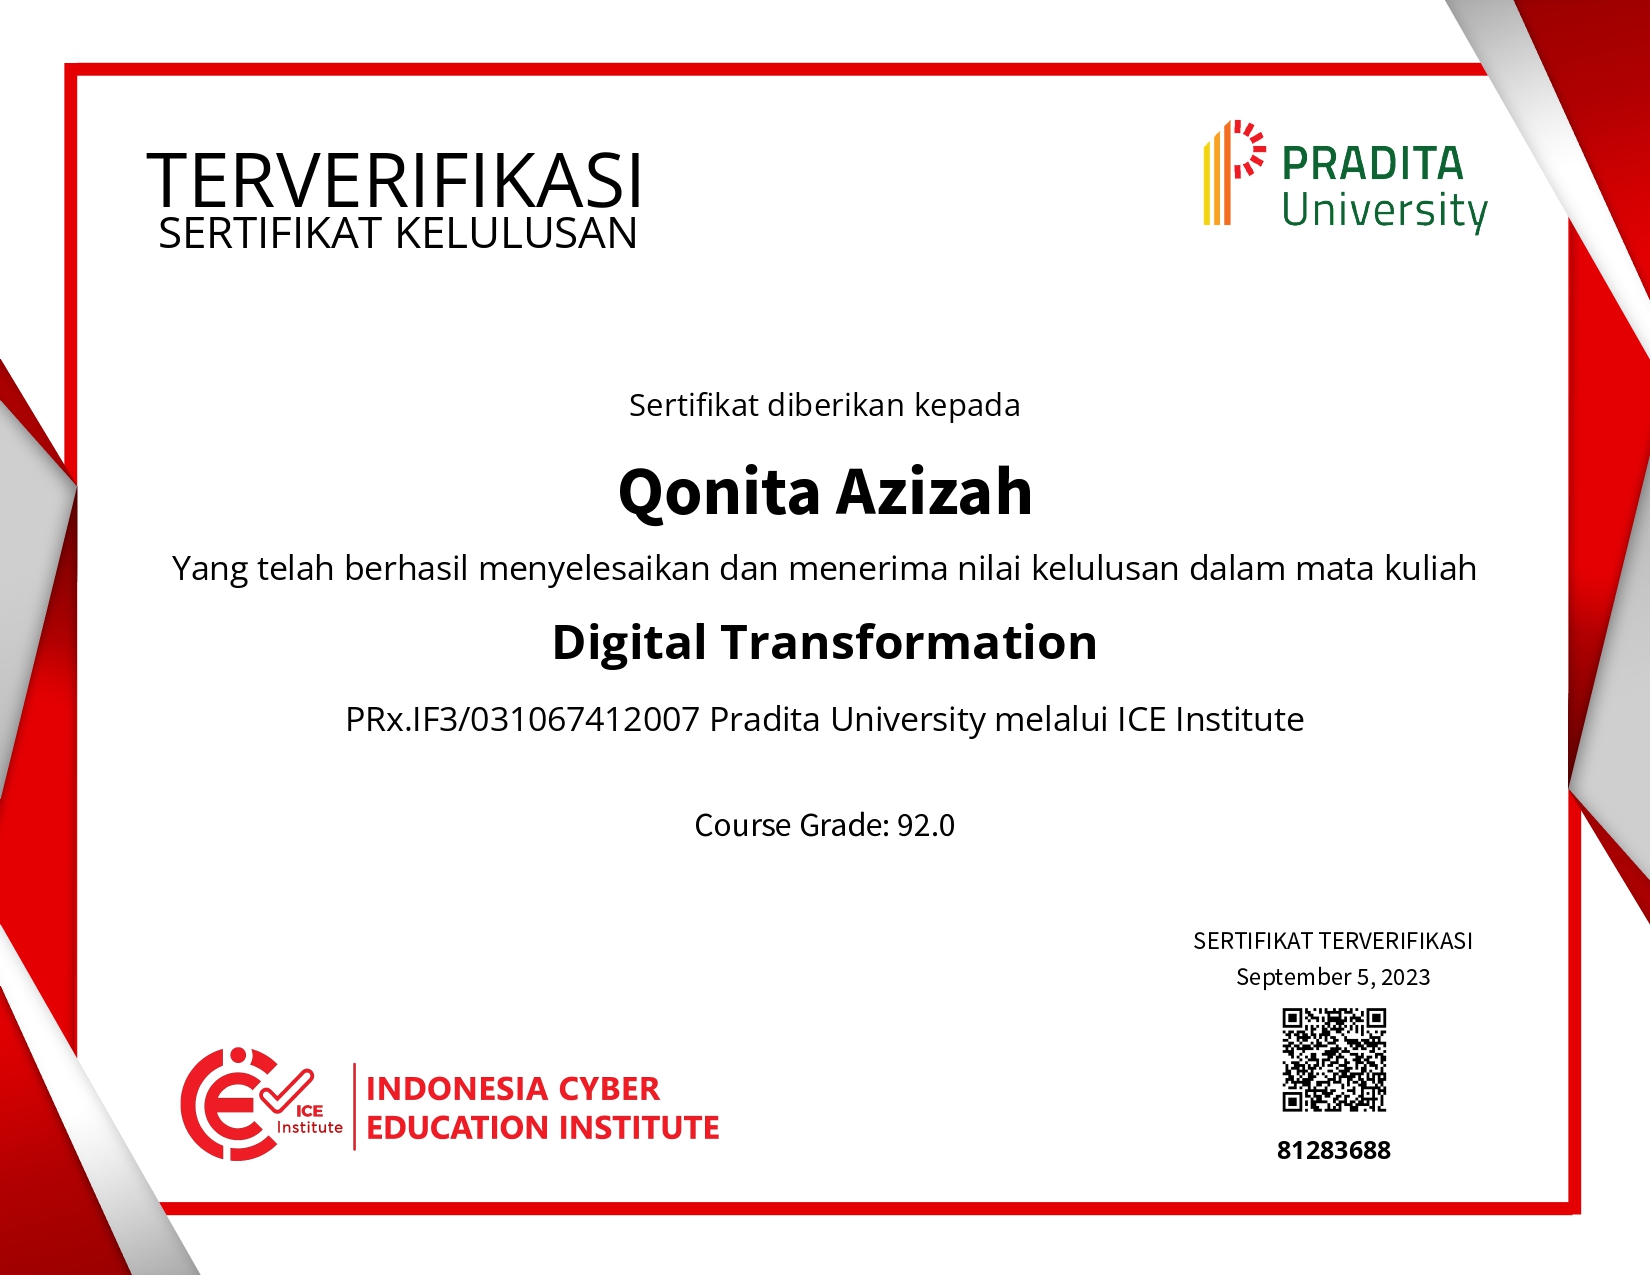 TERVERIFIKASI
SERTIFIKAT KELULUSAN
PRADITA
University
Sertifikat diberikan kepada
Qonita Azizah
Yang telah berhasil menyelesaikan dan menerima nilai kelulusan dalam mata kuliah
Digital Transformation
PRx.IF3/031067412007 Pradita University melalui ICE Institute
Course Grade: 92.0
SERTIFIKAT TERVERIFIKASI
September 5, 2023
81283688
ICE
Institute
INDONESIA CYBER
EDUCATION INSTITUTE